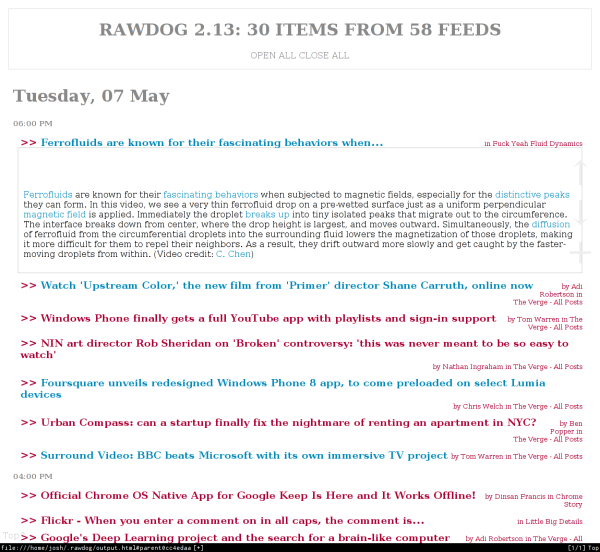 RAWDOG 2.13: 30 ITEMS FROM 58 FEEDS
OPEN ALL CLOSE ALL
Tuesday, 07 May
06:00 PM
>> Ferrofluids are known for their fascinating behaviors when... in Fuck Yeah Fluid Dynamics
Ferrofluids are known for their fascinating behaviors when subjected to magnetic fields, especially for the distinctive peaks
they can form. In this video, we see a very thin ferrofluid drop on a pre-wetted surface just as a uniform perpendicular
magnetic field is applied. Immediately the droplet breaks up into tiny isolated peaks that migrate out to the circumference.
The interface breaks down from center, where the drop height is largest, and moves outward. Simultaneously, the diffusion
of ferrofluid from the circumferential droplets into the surrounding fluid lowers the magnetization of those droplets, making
it more difficult for them to repel their neighbors. As a result, they drift outward more slowly and get caught by the faster-
moving droplets from within. (Video credit: C. Chen)
>> Watch 'Upstream Color,' the new film from 'Primer' director Shane Carruth, online now by Adi
Robertson in
The Verge - All Posts
>> Windows Phone finally gets a full YouTube app with playlists and sign-in support by Tom Warren in The
Verge - All Posts
>> NIN art director Rob Sheridan on 'Broken' controversy: 'this was never meant to be so easy to
watch'
by Nathan Ingraham in The Verge - All Posts
>> Foursquare unveils redesigned Windows Phone 8 app, to come preloaded on select Lumia
devices
by Chris Welch in The Verge - All Posts
>> Urban Compass: can a startup finally fix the nightmare of renting an apartment in NYC? by Ben
Popper in
The Verge - All Posts
>> Surround Video: BBC beats Microsoft with its own immersive TV project by Tom Warren in The Verge - All Posts
04:00 PM
>> Official Chrome OS Native App for Google Keep Is Here and It Works Offline! by Dinsan Francis in Chrome
Story
>> Flickr - When you enter a comment on in all caps, the comment is... in Little Big Details
Top
>> Google's Deep Learning project and the search for a brain-like computer by Adi Robertson in The Verge - All
file:///home/josh/.rawdog/output.html#parent@cc4edaa [+] [1/1] Top